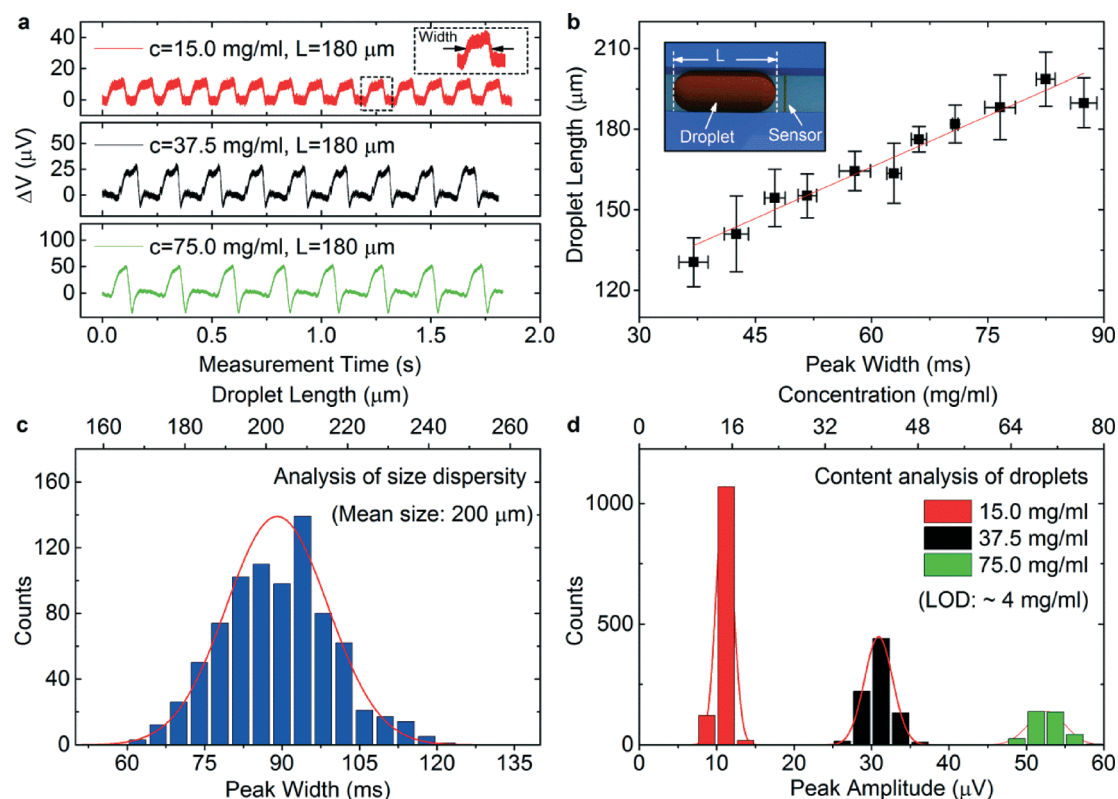 a
c=15.0 mg/ml, L=180 μm
Width
c=37.5 mg/ml, L=180 μm
c=75.0 mg/ml, L=180 μm
40
20
0
50
25
0
-25
100
50
0
ΔV (μV)
0.0 0.5 1.0 1.5 2.0
Measurement Time (s)
b
L
Droplet
Sensor
210
180
150
120
Droplet Length (μm)
30 45 60 75 90
Peak Width (ms)
Droplet Length (μm)
160 180 200 220 240 260
c
Analysis of size dispersity
(Mean size: 200 μm)
160
120
80
40
0
Counts
60 75 90 105 120 135
Peak Width (ms)
Concentration (mg/ml)
0 16 32 48 64 80
d
Content analysis of droplets
15.0 mg/ml
37.5 mg/ml
75.0 mg/ml
(LOD: ~ 4 mg/ml)
1000
500
0
Counts
0 10 20 30 40 50 60
Peak Amplitude (μV)